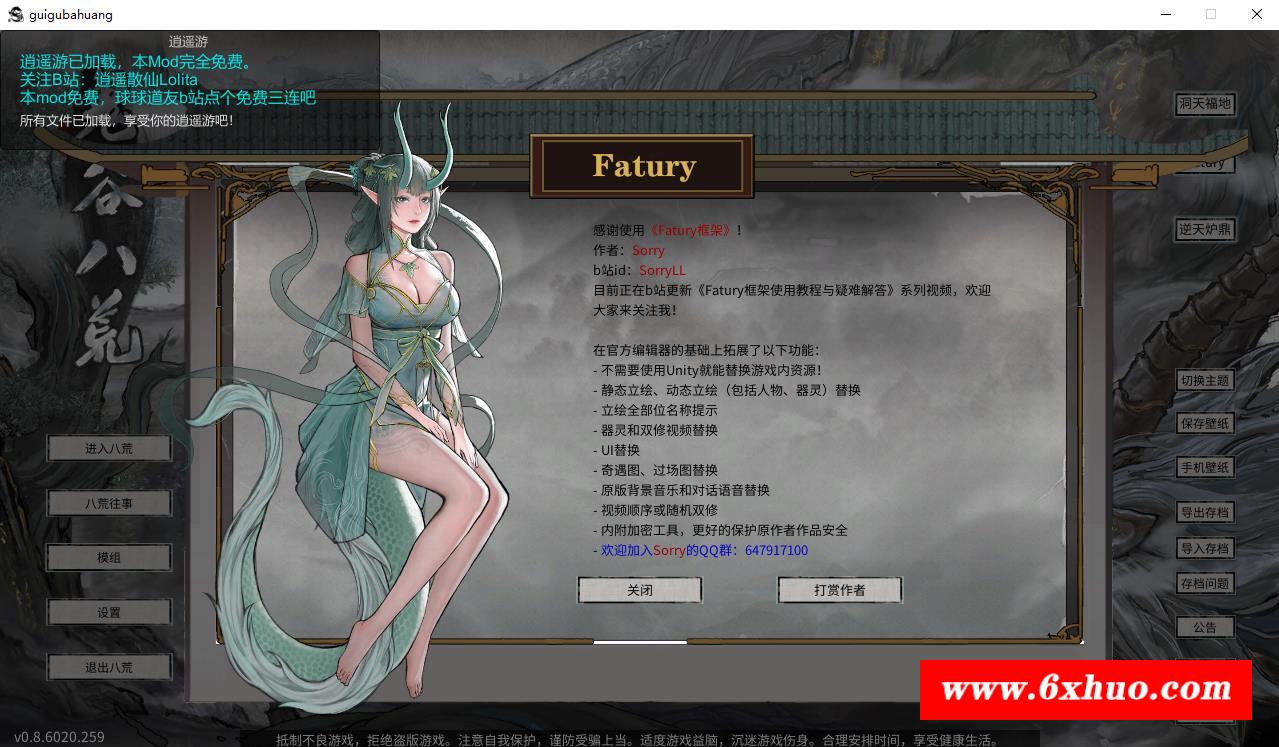 guigubahuang
逍遥游
逍遥游已加载，本Mod完全免费。
关注B站：逍遥散仙Lolita
本mod免费，球球道友b站点个免费三连吧
所有文件已加载，享受你的逍遥游吧！
谷八荒
Fatury
感谢使用《Fatury框架》！
作者：Sorry
b站id：SorryLL
目前正在b站更新《Fatury框架使用教程与疑难解答》系列视频，欢迎
大家来关注我！
在官方编辑器的基础上拓展了以下功能：
- 不需要使用Unity就能替换游戏内资源！
- 静态立绘、动态立绘（包括人物、器灵）替换
- 立绘全部位名称提示
- 器灵和双修视频替换
- UI替换
- 奇遇图、过场图替换
- 原版背景音乐和对话语音替换
- 视频顺序或随机双修
- 内附加密工具，更好的保护原作者作品安全
- 欢迎加入Sorry的QQ群：647917100
关闭
打赏作者
进入八荒
八荒往事
模组
设置
退出八荒
洞天福地
逆天炉鼎
切换主题
保存壁纸
手机壁纸
导出存档
导入存档
存档问题
公告
www.6xhuo.com
v0.8.6020.259
抵制不良游戏，拒绝盗版游戏。注意自我保护，谨防受骗上当。适度游戏益脑，沉迷游戏伤身。合理安排时间，享受健康生活。